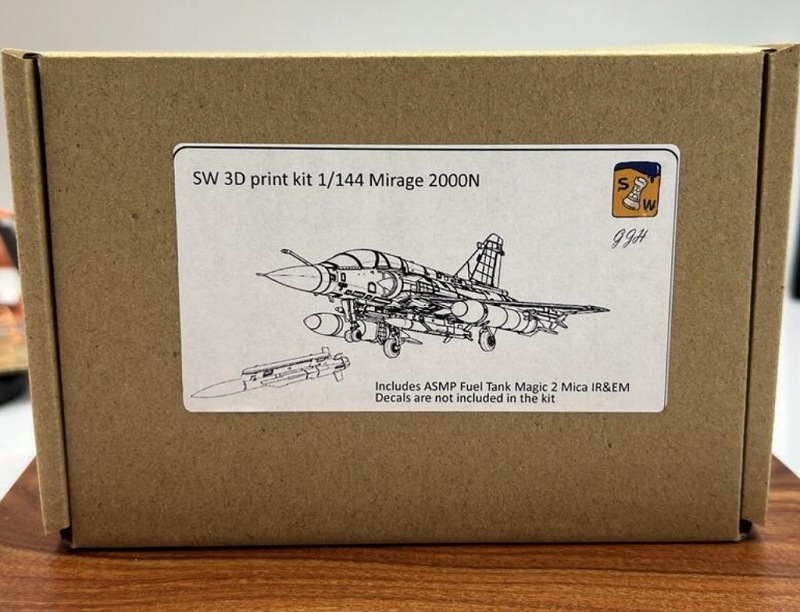 SW 3D print kit 1/144 Mirage 2000N
S
W
GGH
Includes ASMP Fuel Tank Magic 2 Mica IR&EM
Decals are not included in the kit